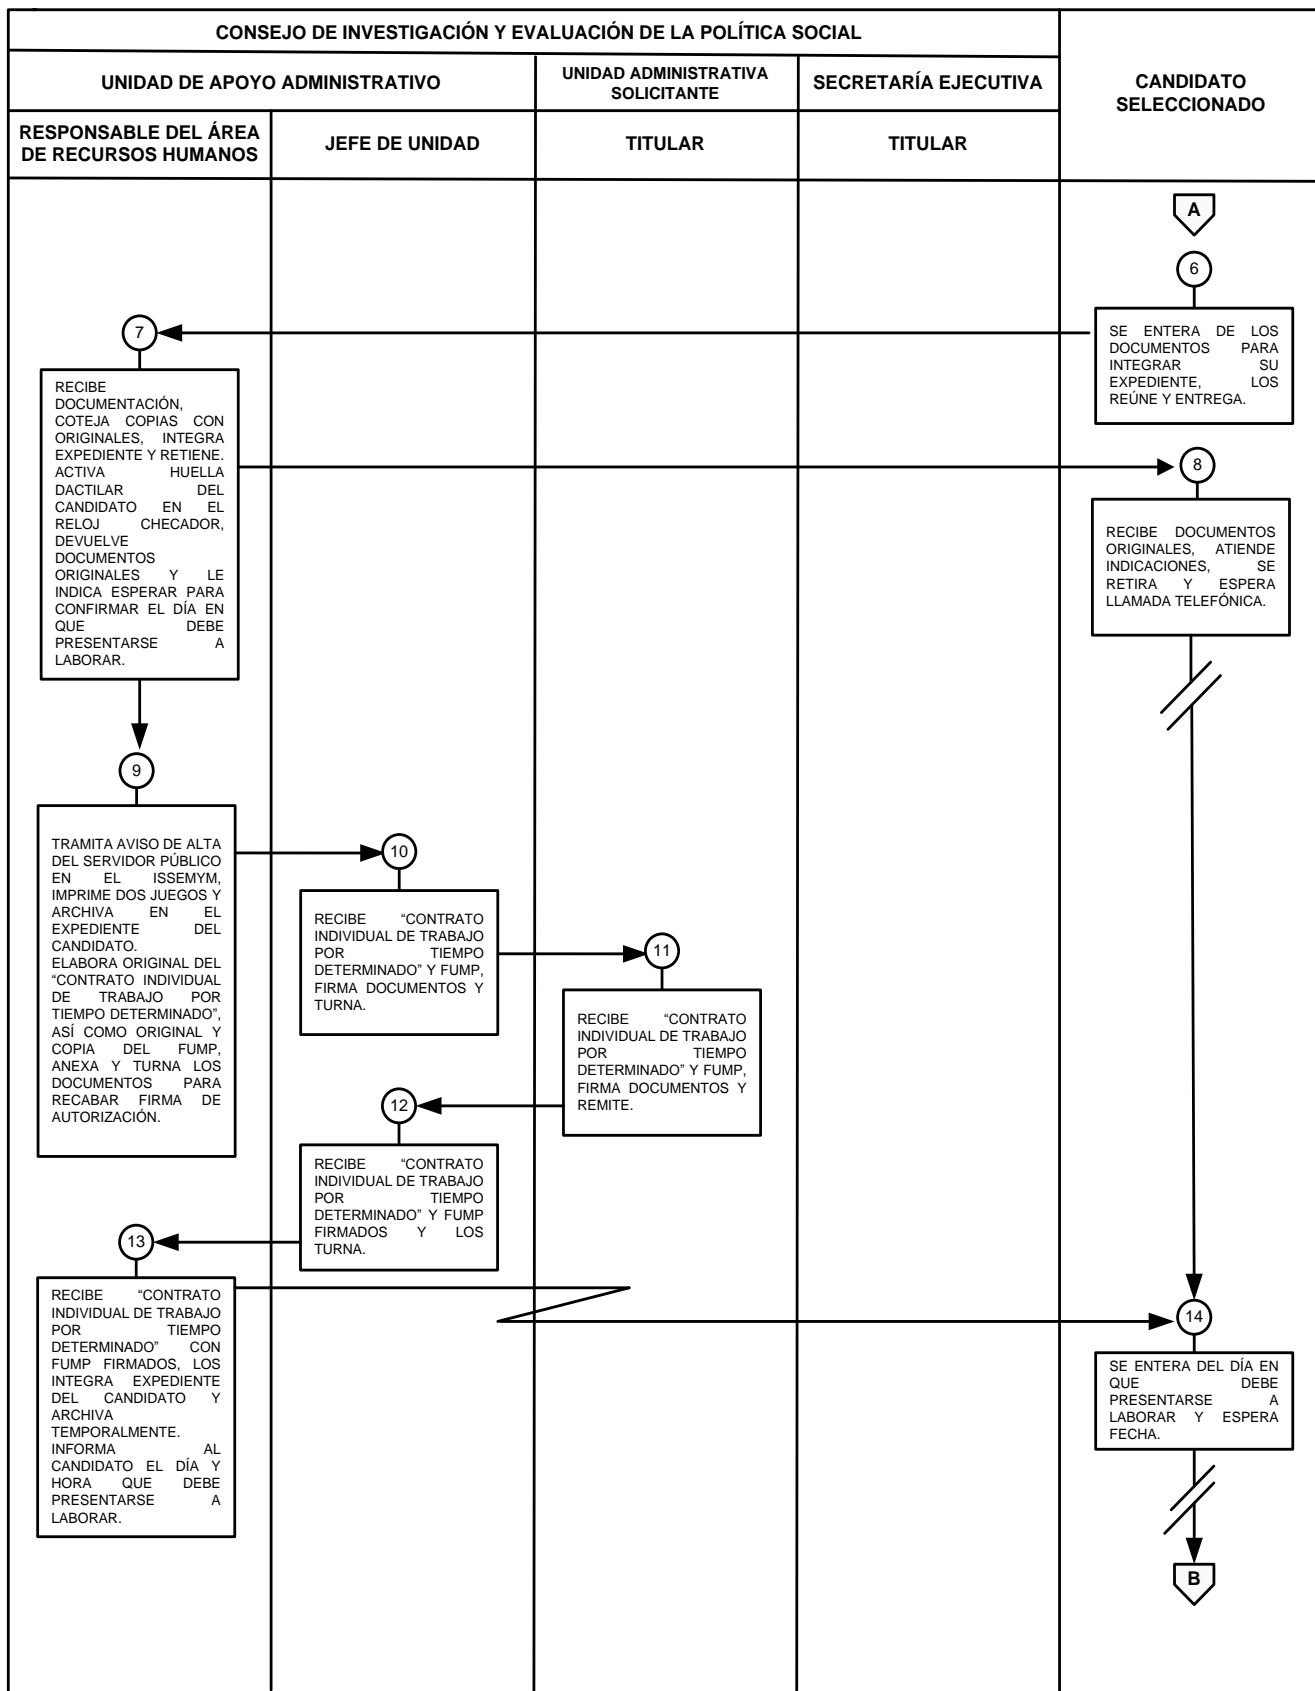 CONSEJO DE INVESTIGACIÓN Y EVALUACIÓN DE LA POLÍTICA SOCIAL
CANDIDATO
SELECCIONADO
UNIDAD DE APOYO ADMINISTRATIVO
UNIDAD ADMINISTRATIVA
SOLICITANTE
SECRETARÍA EJECUTIVA
RESPONSABLE DEL ÁREA
DE RECURSOS HUMANOS
JEFE DE UNIDAD
TITULAR
TITULAR
A
6
SE ENTERA DE LOS
DOCUMENTOS PARA
INTEGRAR SU
EXPEDIENTE, LOS
REÚNE Y ENTREGA.
7
RECIBE
DOCUMENTACIÓN,
COTEJA COPIAS CON
ORIGINALES, INTEGRA
EXPEDIENTE Y RETIENE.
ACTIVA HUELLA
DACTILAR DEL
CANDIDATO EN EL
RELOJ CHECADOR,
DEVUELVE
DOCUMENTOS
ORIGINALES Y LE
INDICA ESPERAR PARA
CONFIRMAR EL DÍA EN
QUE DEBE
PRESENTARSE A
LABORAR.
8
RECIBE DOCUMENTOS
ORIGINALES, ATIENDE
INDICACIONES, SE
RETIRA Y ESPERA
LLAMADA TELEFÓNICA.
9
TRAMITA AVISO DE ALTA
DEL SERVIDOR PÚBLICO
EN EL ISSEMYM,
IMPRIME DOS JUEGOS Y
ARCHIVA EN EL
EXPEDIENTE DEL
CANDIDATO.
ELABORA ORIGINAL DEL
“CONTRATO INDIVIDUAL
DE TRABAJO POR
TIEMPO DETERMINADO”,
ASÍ COMO ORIGINAL Y
COPIA DEL FUMP,
ANEXA Y TURNA LOS
DOCUMENTOS PARA
RECABAR FIRMA DE
AUTORIZACIÓN.
10
RECIBE “CONTRATO
INDIVIDUAL DE TRABAJO
POR TIEMPO
DETERMINADO” Y FUMP,
FIRMA DOCUMENTOS Y
TURNA.
11
RECIBE “CONTRATO
INDIVIDUAL DE TRABAJO
POR TIEMPO
DETERMINADO” Y FUMP,
FIRMA DOCUMENTOS Y
REMITE.
12
RECIBE “CONTRATO
INDIVIDUAL DE TRABAJO
POR TIEMPO
DETERMINADO” Y FUMP
FIRMADOS Y LOS
TURNA.
13
RECIBE “CONTRATO
INDIVIDUAL DE TRABAJO
POR TIEMPO
DETERMINADO” CON
FUMP FIRMADOS, LOS
INTEGRA EXPEDIENTE
DEL CANDIDATO Y
ARCHIVA
TEMPORALMENTE.
INFORMA AL
CANDIDATO EL DÍA Y
HORA QUE DEBE
PRESENTARSE A
LABORAR.
14
SE ENTERA DEL DÍA EN
QUE DEBE
PRESENTARSE A
LABORAR Y ESPERA
FECHA.
B